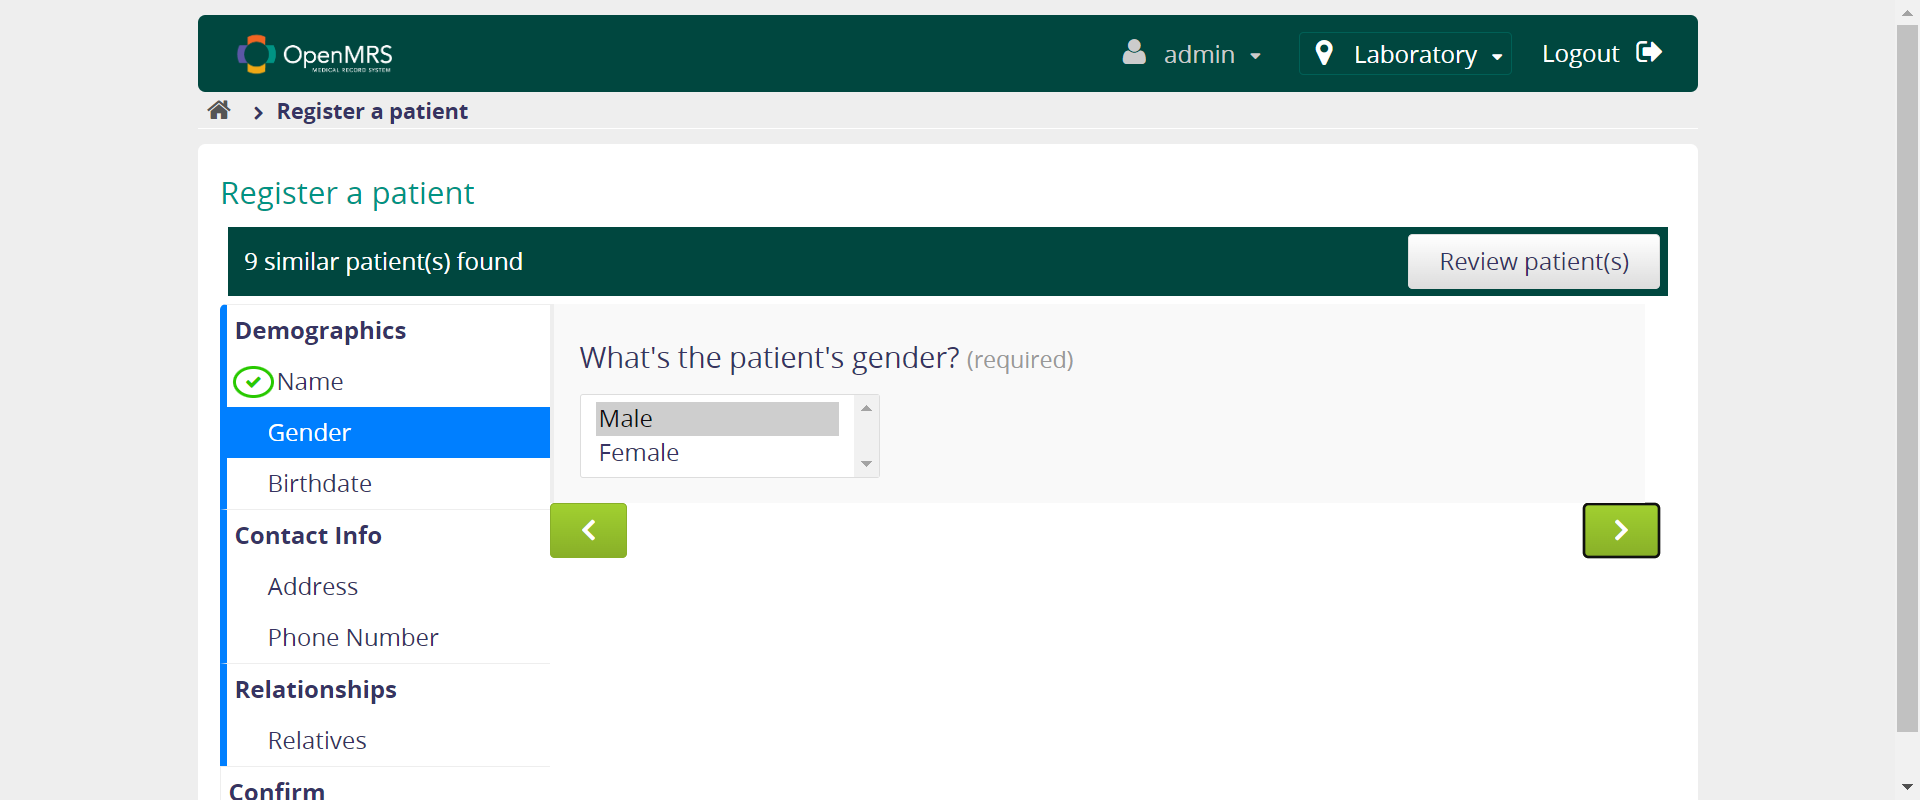 OpenMRS
MEDICAL RECORD SYSTEM
admin
Laboratory
Logout
Register a patient
Register a patient
9 similar patient(s) found
Review patient(s)
Demographics
Name
Gender
Birthdate
Contact Info
Address
Phone Number
Relationships
Relatives
Confirm
What's the patient's gender? (required)
Male
Female